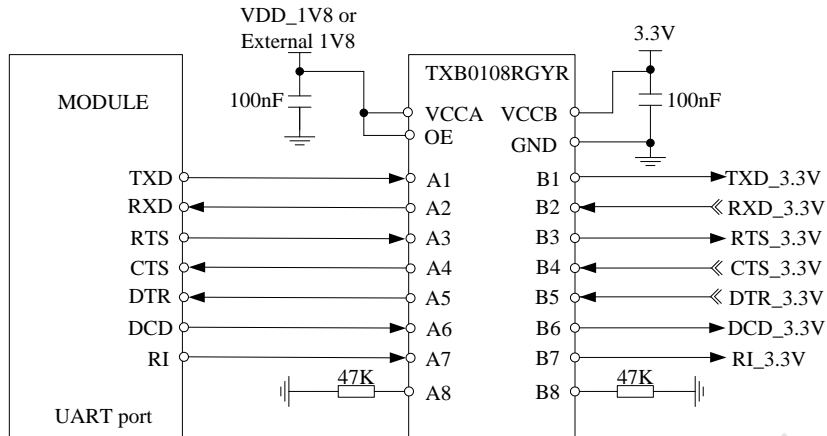 VDD_1V8 or
External 1V8
3.3V
MODULE
100nF
TXB0108RGYR
100nF
VCCA
VCCB
OE
GND
TXD
A1
B1
TXD_3.3V
RXD
A2
B2
RXD_3.3V
RTS
A3
B3
RTS_3.3V
CTS
A4
B4
CTS_3.3V
DTR
A5
B5
DTR_3.3V
DCD
A6
B6
DCD_3.3V
RI
A7
B7
RI_3.3V
47K
A8
B8
47K
UART port